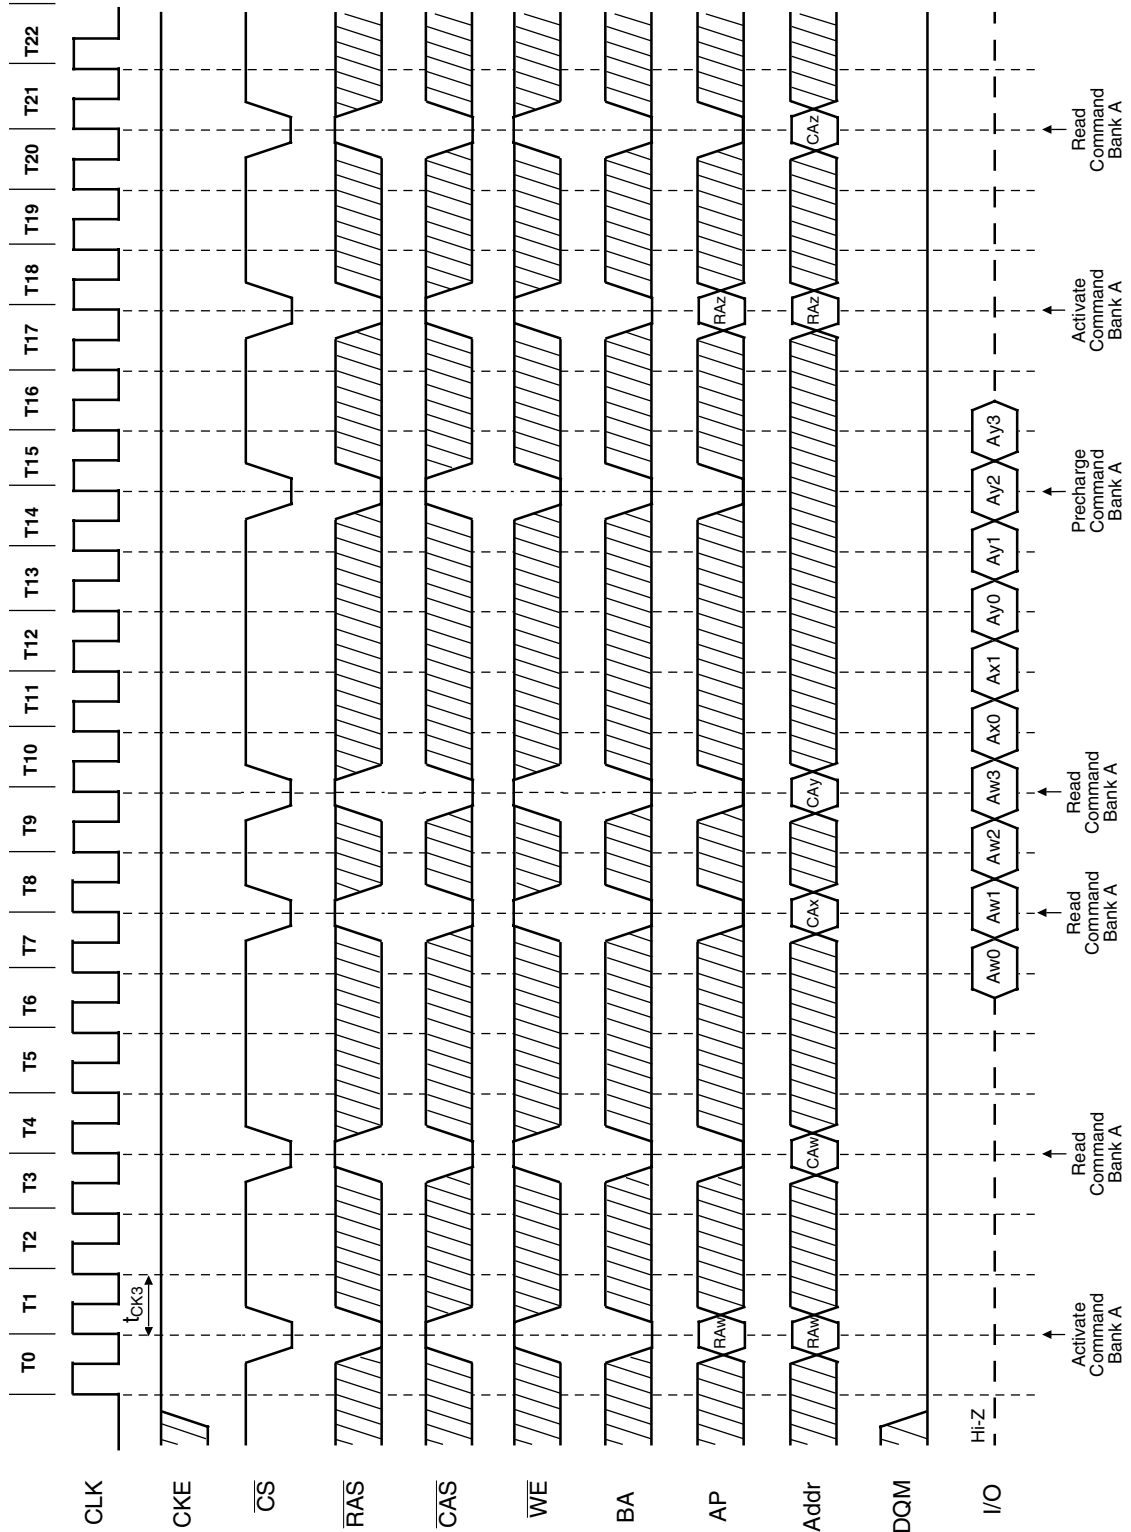 T0 T1 T2 T3 T4 T5 T6 T7 T8 T9 T10 T11 T12 T13 T14 T15 T16 T17 T18 T19 T20 T21 T22
CLK
tCK3
CKE
CS
RAS
CAS
WE
BA
AP
RAw RAz
Addr
RAw CAw CAx CAy RAz CAz
DQM
Hi-Z
I/O
Aw0 Aw1 Aw2 Aw3 Ax0 Ax1 Ay0 Ay1 Ay2 Ay3
Activate
Command
Bank A
Read
Command
Bank A
Read
Command
Bank A
Read
Command
Bank A
Precharge
Command
Bank A
Activate
Command
Bank A
Read
Command
Bank A